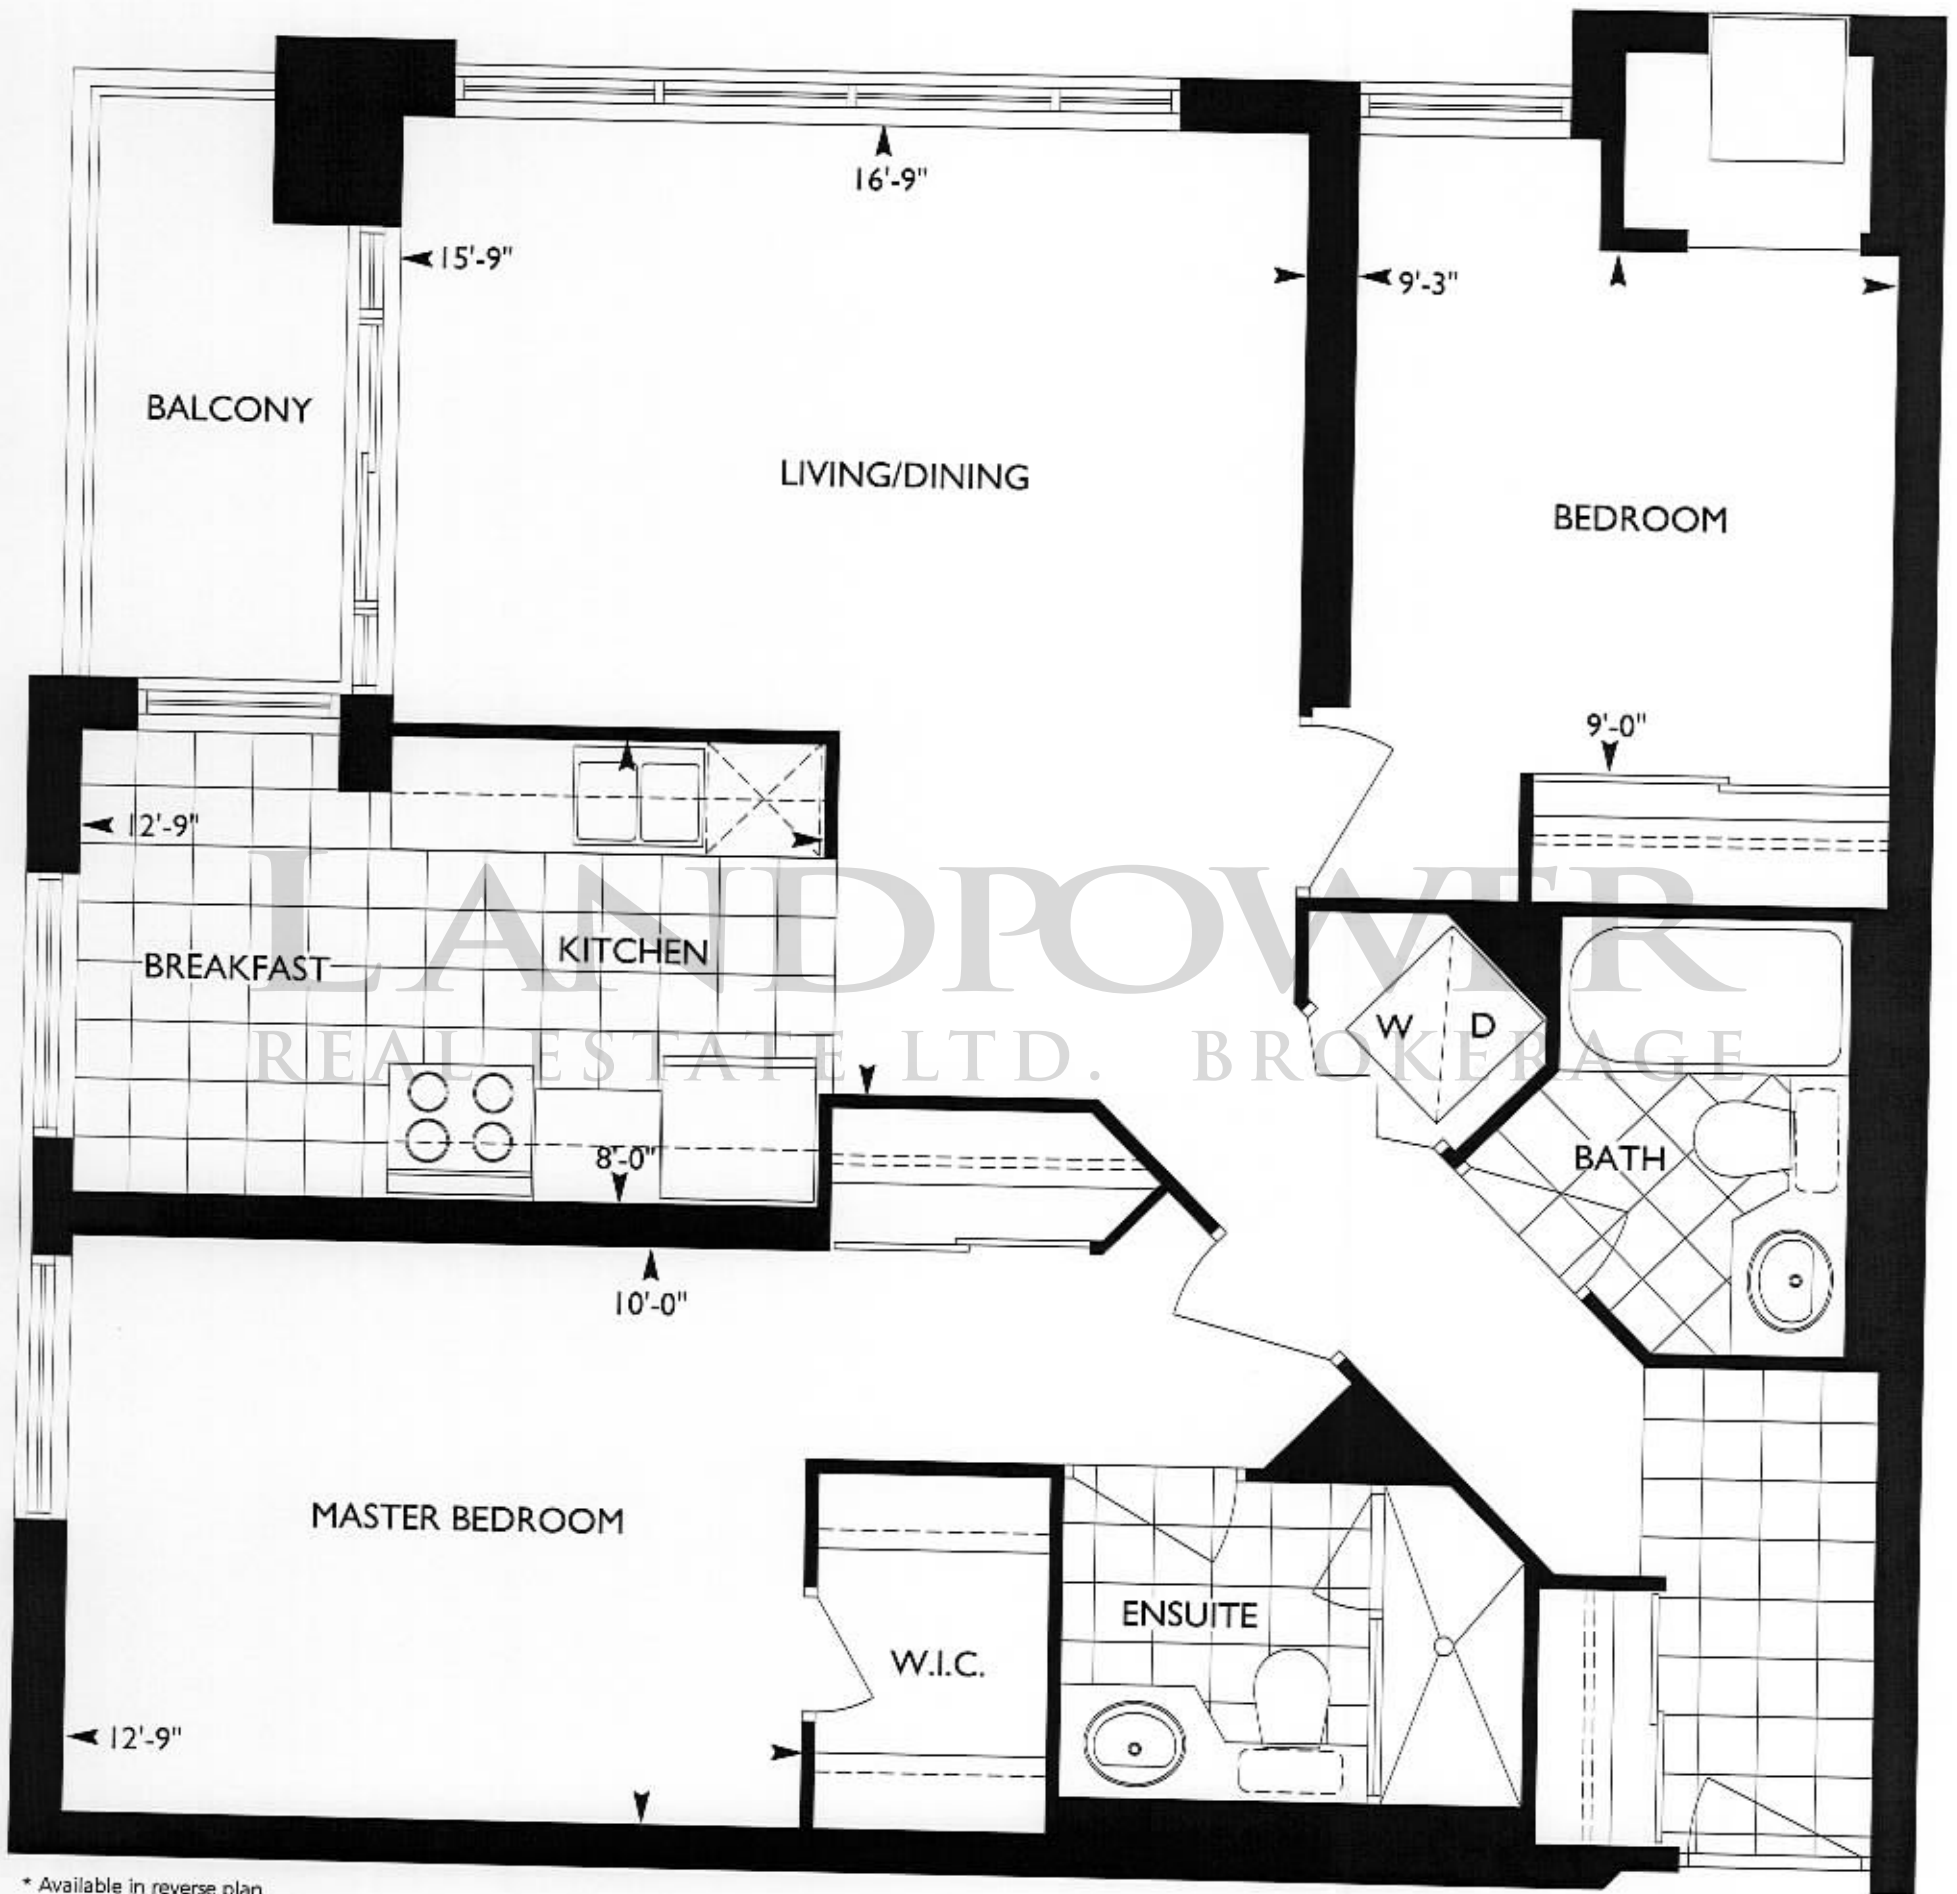 16'-9"
15'-9"
9'-3"
BALCONY
LIVING/DINING
BEDROOM
9'-0"
12'-9"
LANDPOWER
BREAKFAST
KITCHEN
REAL ESTATE LTD. BROKERAGE
W D
BATH
8'-0"
10'-0"
MASTER BEDROOM
ENSUITE
W.I.C.
12'-9"
* Available in reverse plan